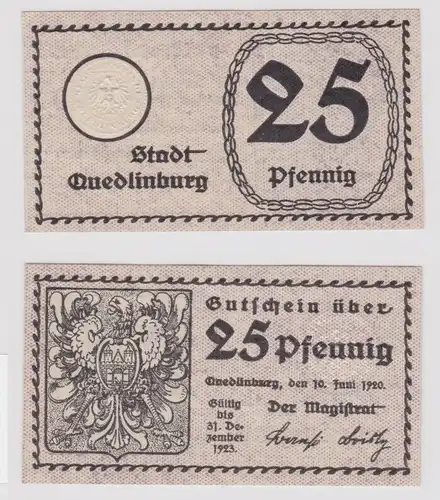 25
Stadt
Quedlinburg
Pfennig
Gutschein über
25 Pfennig
Quedlinburg, den 10. Juni 1920.
Gültig
bis
31. De-
zember
1923.
Der Magistrat